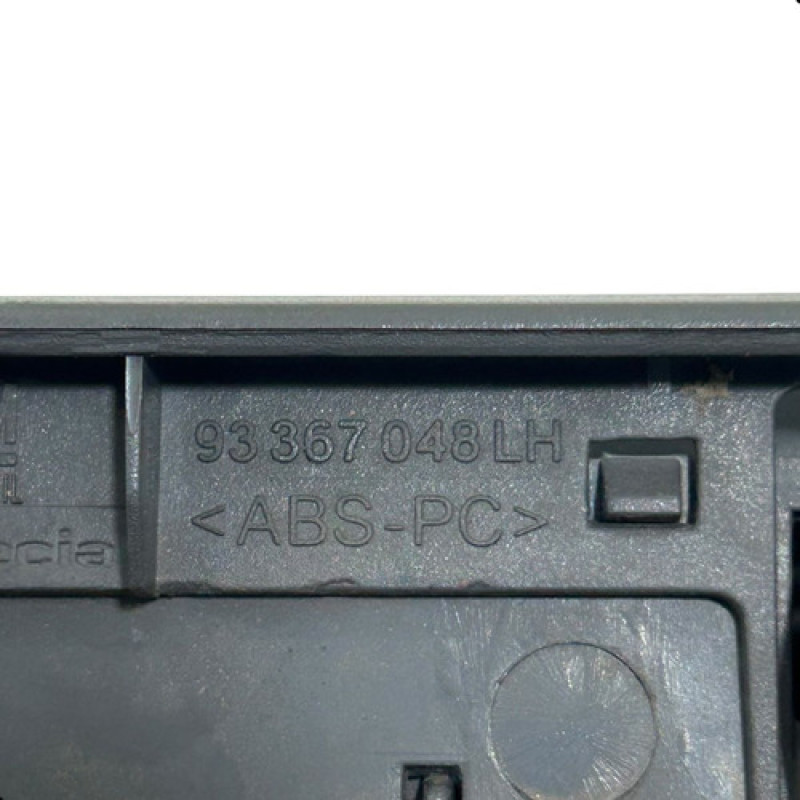 93 367 048 LH
<ABS-PC>